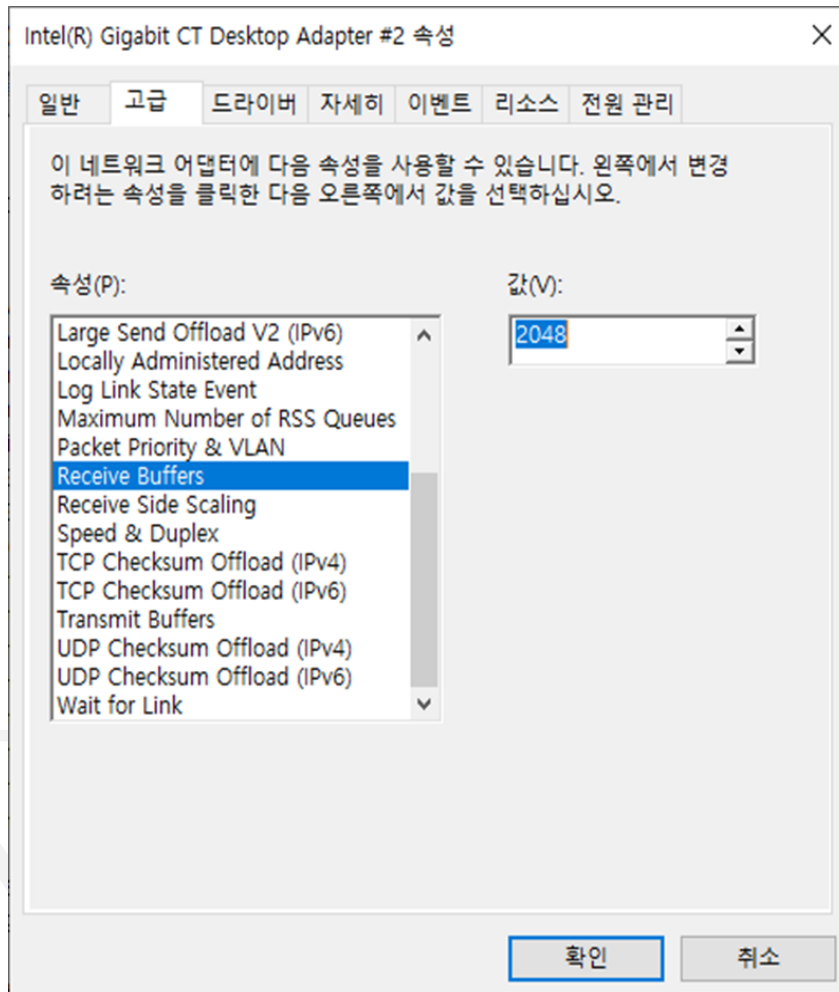 Intel(R) Gigabit CT Desktop Adapter #2 속성
일반 고급 드라이버 자세히 이벤트 리소스 전원 관리
이 네트워크 어댑터에 다음 속성을 사용할 수 있습니다. 왼쪽에서 변경
하려는 속성을 클릭한 다음 오른쪽에서 값을 선택하십시오.
속성(P):
값(V):
2048
Large Send Offload V2 (IPv6)
Locally Administered Address
Log Link State Event
Maximum Number of RSS Queues
Packet Priority & VLAN
Receive Buffers
Receive Side Scaling
Speed & Duplex
TCP Checksum Offload (IPv4)
TCP Checksum Offload (IPv6)
Transmit Buffers
UDP Checksum Offload (IPv4)
UDP Checksum Offload (IPv6)
Wait for Link
확인 취소